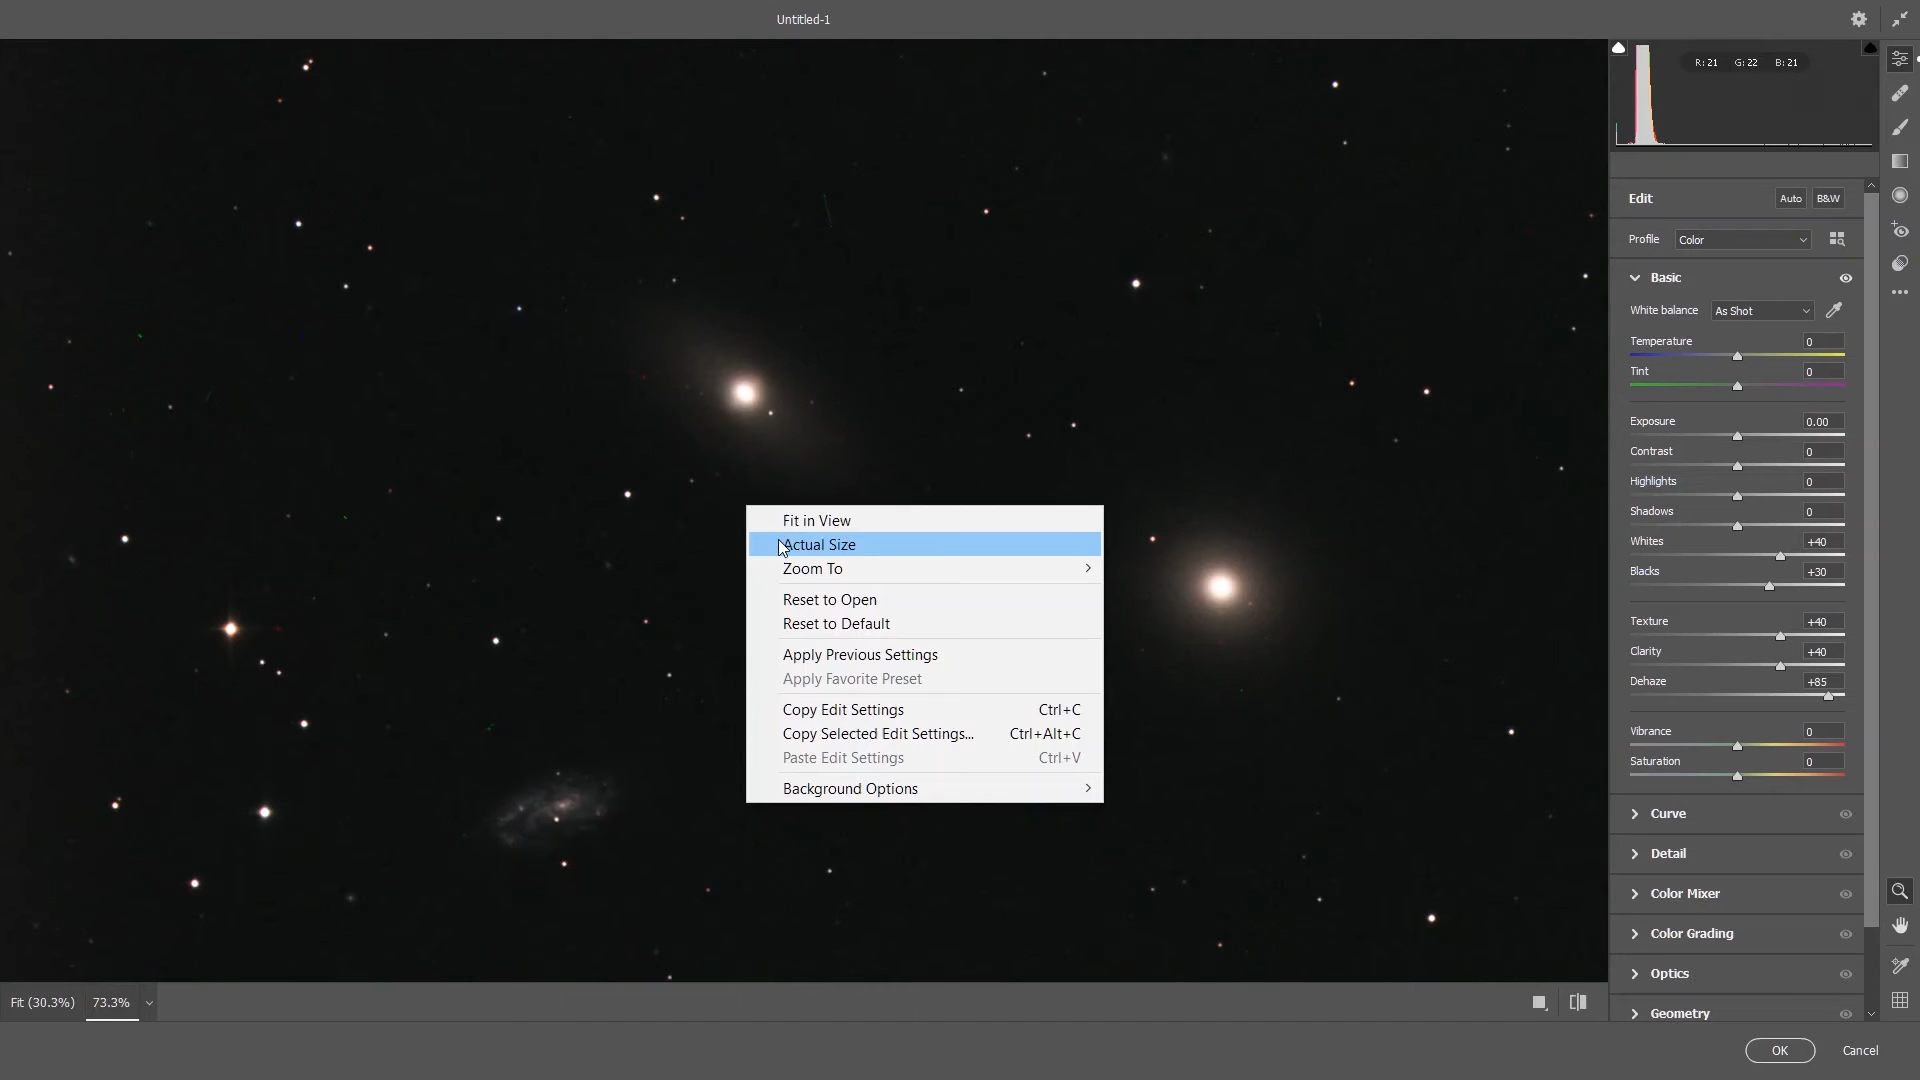 Untitled-1
R: 21 G: 22 B: 21
Edit Auto B&W
Profile Color
Basic
White balance As Shot
Temperature 0
Tint 0
Exposure 0.00
Contrast 0
Highlights 0
Shadows 0
Whites +40
Blacks +30
Texture +40
Clarity +40
Dehaze +85
Vibrance 0
Saturation 0
Curve
Detail
Color Mixer
Color Grading
Optics
Geometry
Fit in View
Actual Size
Zoom To
Reset to Open
Reset to Default
Apply Previous Settings
Apply Favorite Preset
Copy Edit Settings Ctrl+C
Copy Selected Edit Settings... Ctrl+Alt+C
Paste Edit Settings Ctrl+V
Background Options
Fit (30.3%) 73.3%
OK Cancel